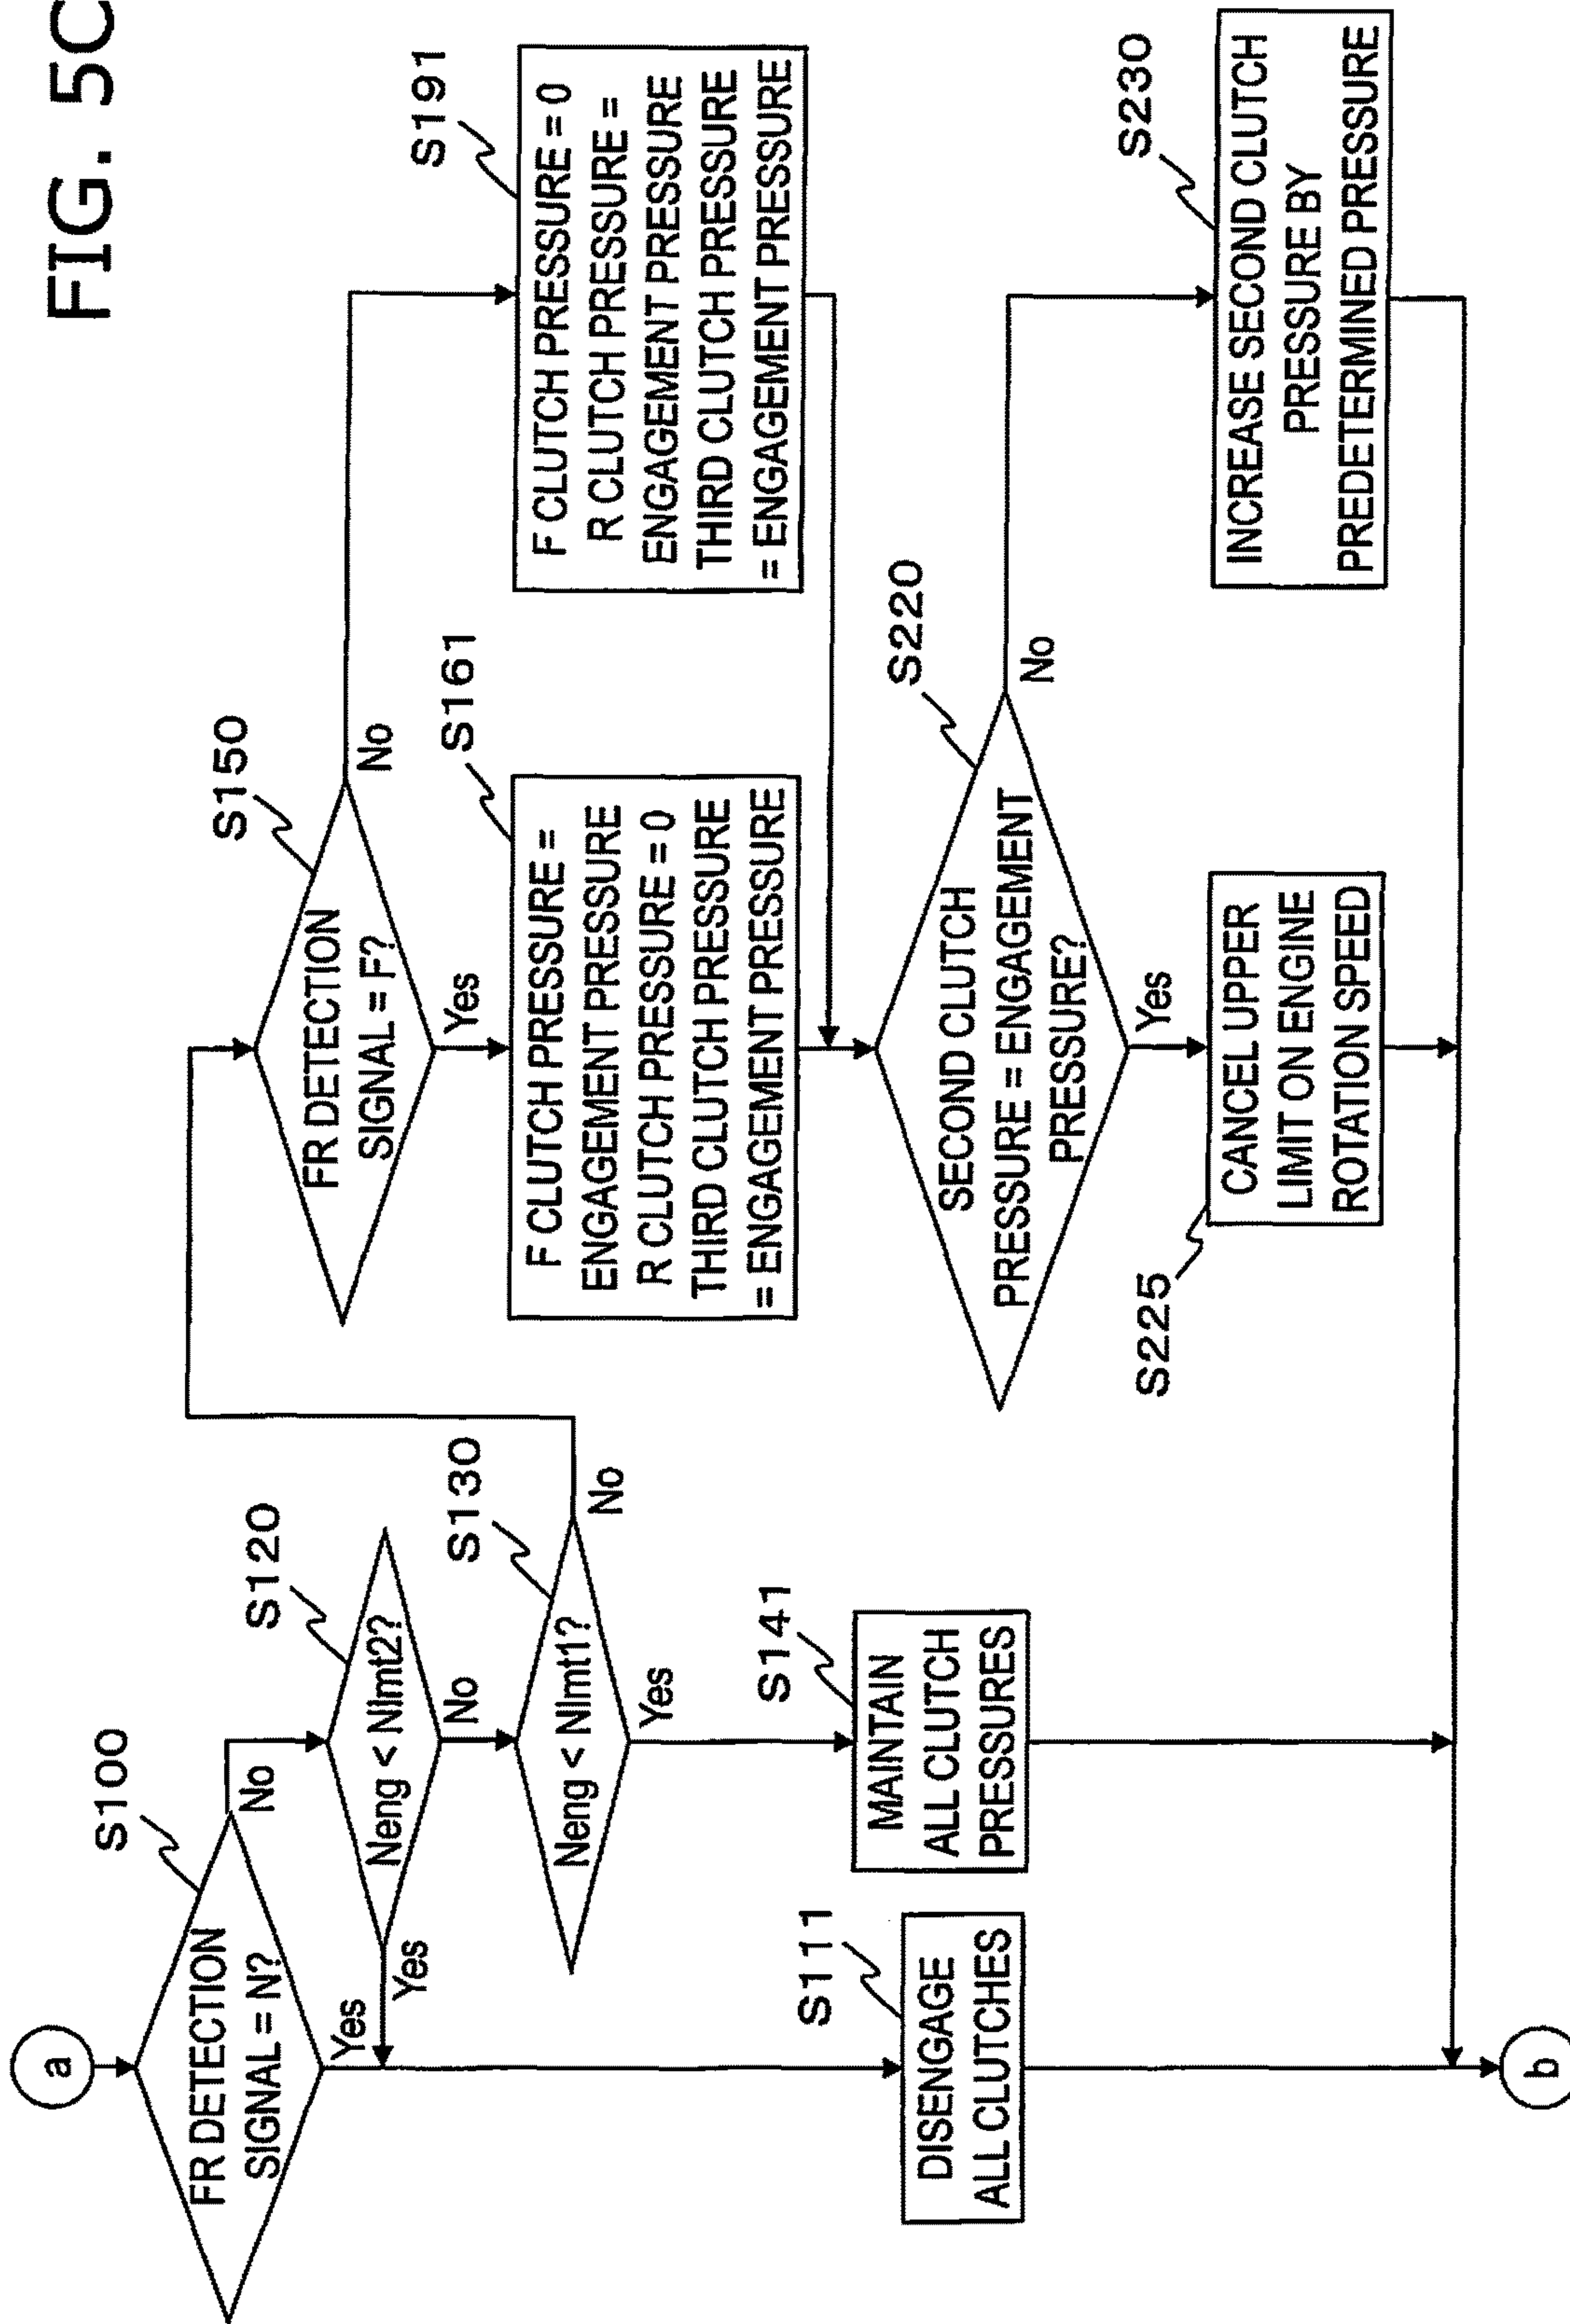 FIG. 5C
a
S100
FR DETECTION
SIGNAL = N?
No
Yes
S120
Neng < Nlmt2?
Yes
No
S130
Neng < Nlmt1?
No
Yes
S111
DISENGAGE
ALL CLUTCHES
S141
MAINTAIN
ALL CLUTCH
PRESSURES
S150
FR DETECTION
SIGNAL = F?
No
Yes
S161
F CLUTCH PRESSURE =
ENGAGEMENT PRESSURE
R CLUTCH PRESSURE = 0
THIRD CLUTCH PRESSURE
= ENGAGEMENT PRESSURE
S191
F CLUTCH PRESSURE = 0
R CLUTCH PRESSURE =
ENGAGEMENT PRESSURE
THIRD CLUTCH PRESSURE
= ENGAGEMENT PRESSURE
S220
SECOND CLUTCH
PRESSURE = ENGAGEMENT
PRESSURE?
No
Yes
S225
CANCEL UPPER
LIMIT ON ENGINE
ROTATION SPEED
S230
INCREASE SECOND CLUTCH
PRESSURE BY
PREDETERMINED PRESSURE
b